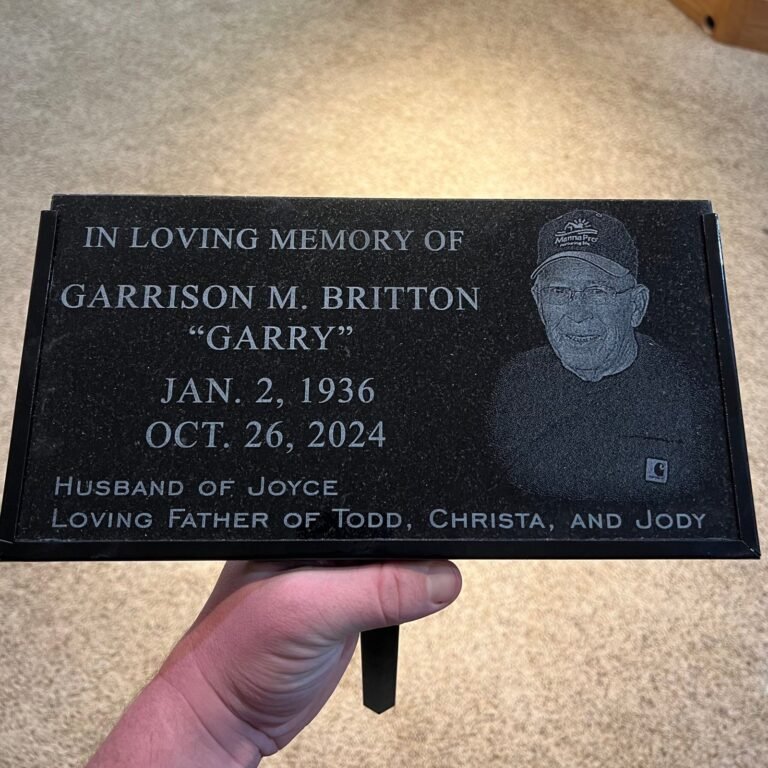 IN LOVING MEMORY OF
GARRISON M. BRITTON
“GARRY”
JAN. 2, 1936
OCT. 26, 2024
HUSBAND OF JOYCE
LOVING FATHER OF TODD, CHRISTA, AND JODY
Manna Pro